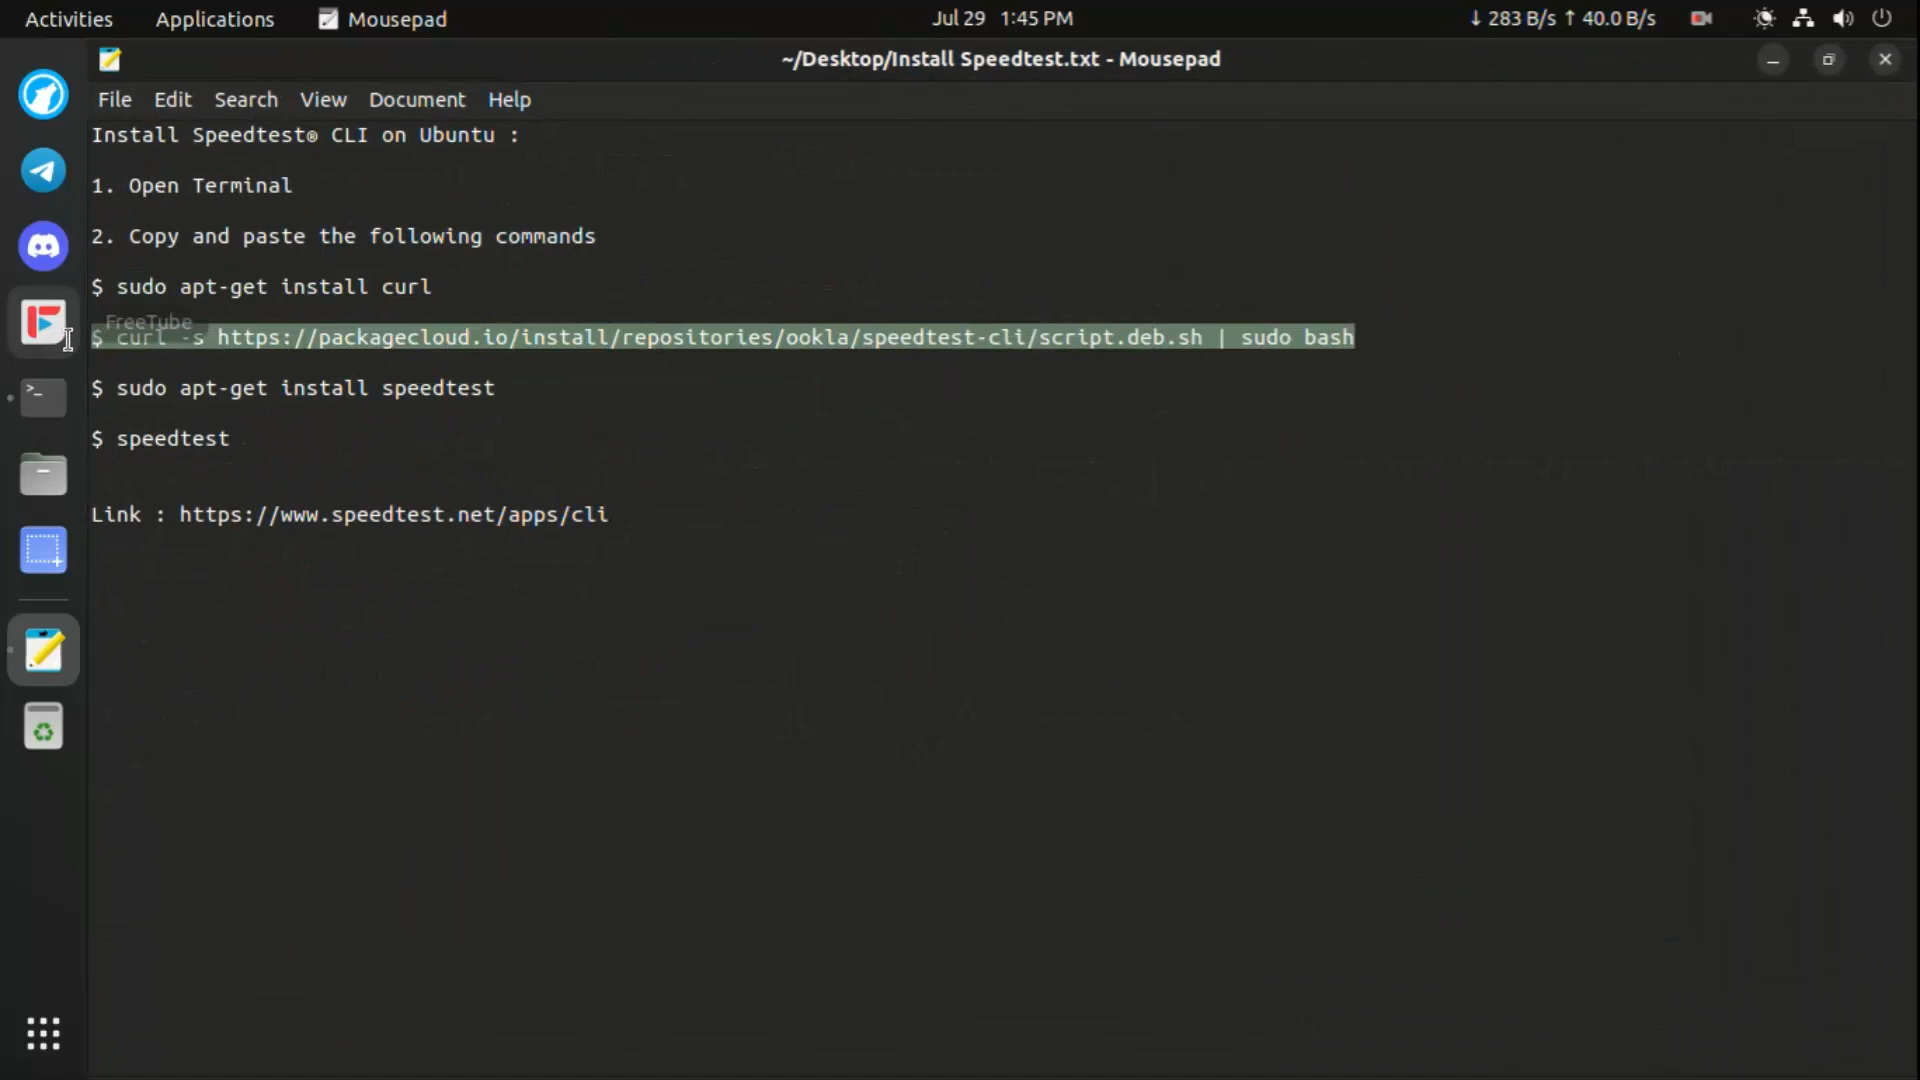 Activities Applications Mousepad Jul 29 1:45 PM ↓ 283 B/s ↑ 40.0 B/s
~/Desktop/Install Speedtest.txt - Mousepad
File Edit Search View Document Help
Install Speedtest® CLI on Ubuntu :
1. Open Terminal
2. Copy and paste the following commands
$ sudo apt-get install curl
FreeTube
$ curl -s https://packagecloud.io/install/repositories/ookla/speedtest-cli/script.deb.sh | sudo bash
$ sudo apt-get install speedtest
$ speedtest
Link : https://www.speedtest.net/apps/cli